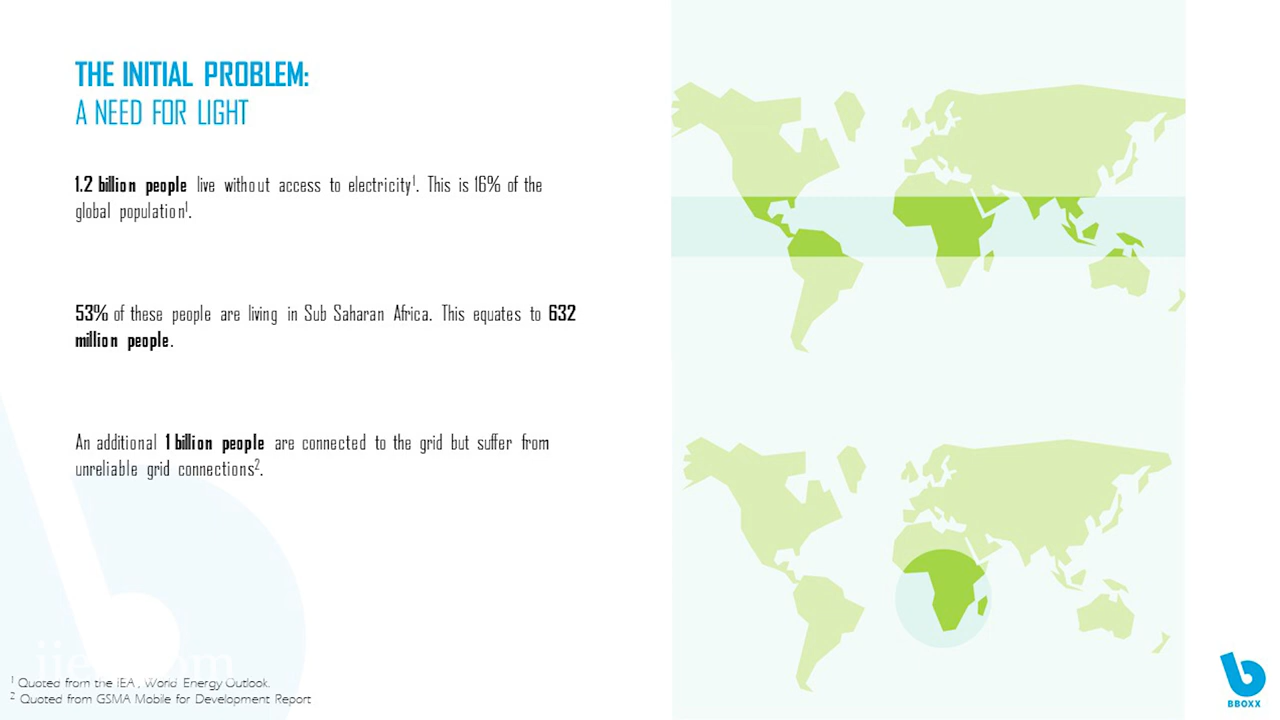 THE INITIAL PROBLEM:
A NEED FOR LIGHT
1.2 billion people live without access to electricity¹. This is 16% of the
global population¹.
53% of these people are living in Sub Saharan Africa. This equates to 632
million people.
An additional 1 billion people are connected to the grid but suffer from
unreliable grid connections².
¹ Quoted from the IEA, World Energy Outlook.
² Quoted from GSMA Mobile for Development Report
BBOXX